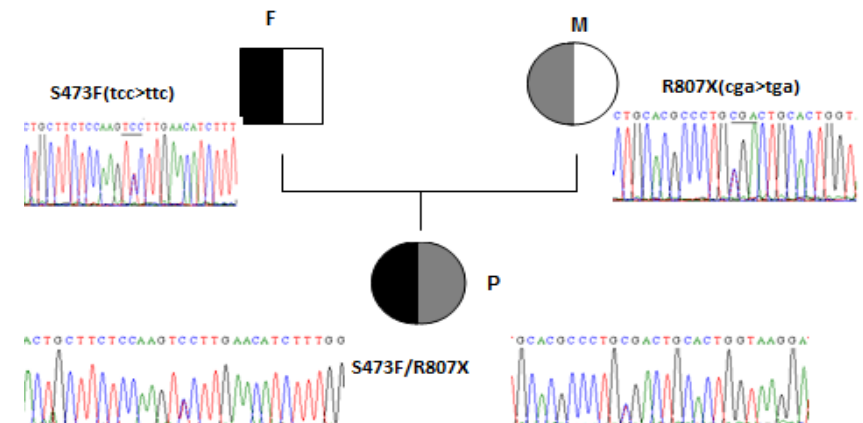 F
M
S473F(tcc>ttc)
R807X(cga>tga)
CTGCTTCTCCAAGTCCTTGAACATCTTT
CTGCACGCCCTGCGACTGCACTGGT
P
ACTGCTTCTCCAAGTCCTTGAACATCTTTGG
S473F/R807X
GCACGCCCTGCGACTGCACTGGTAAGGA